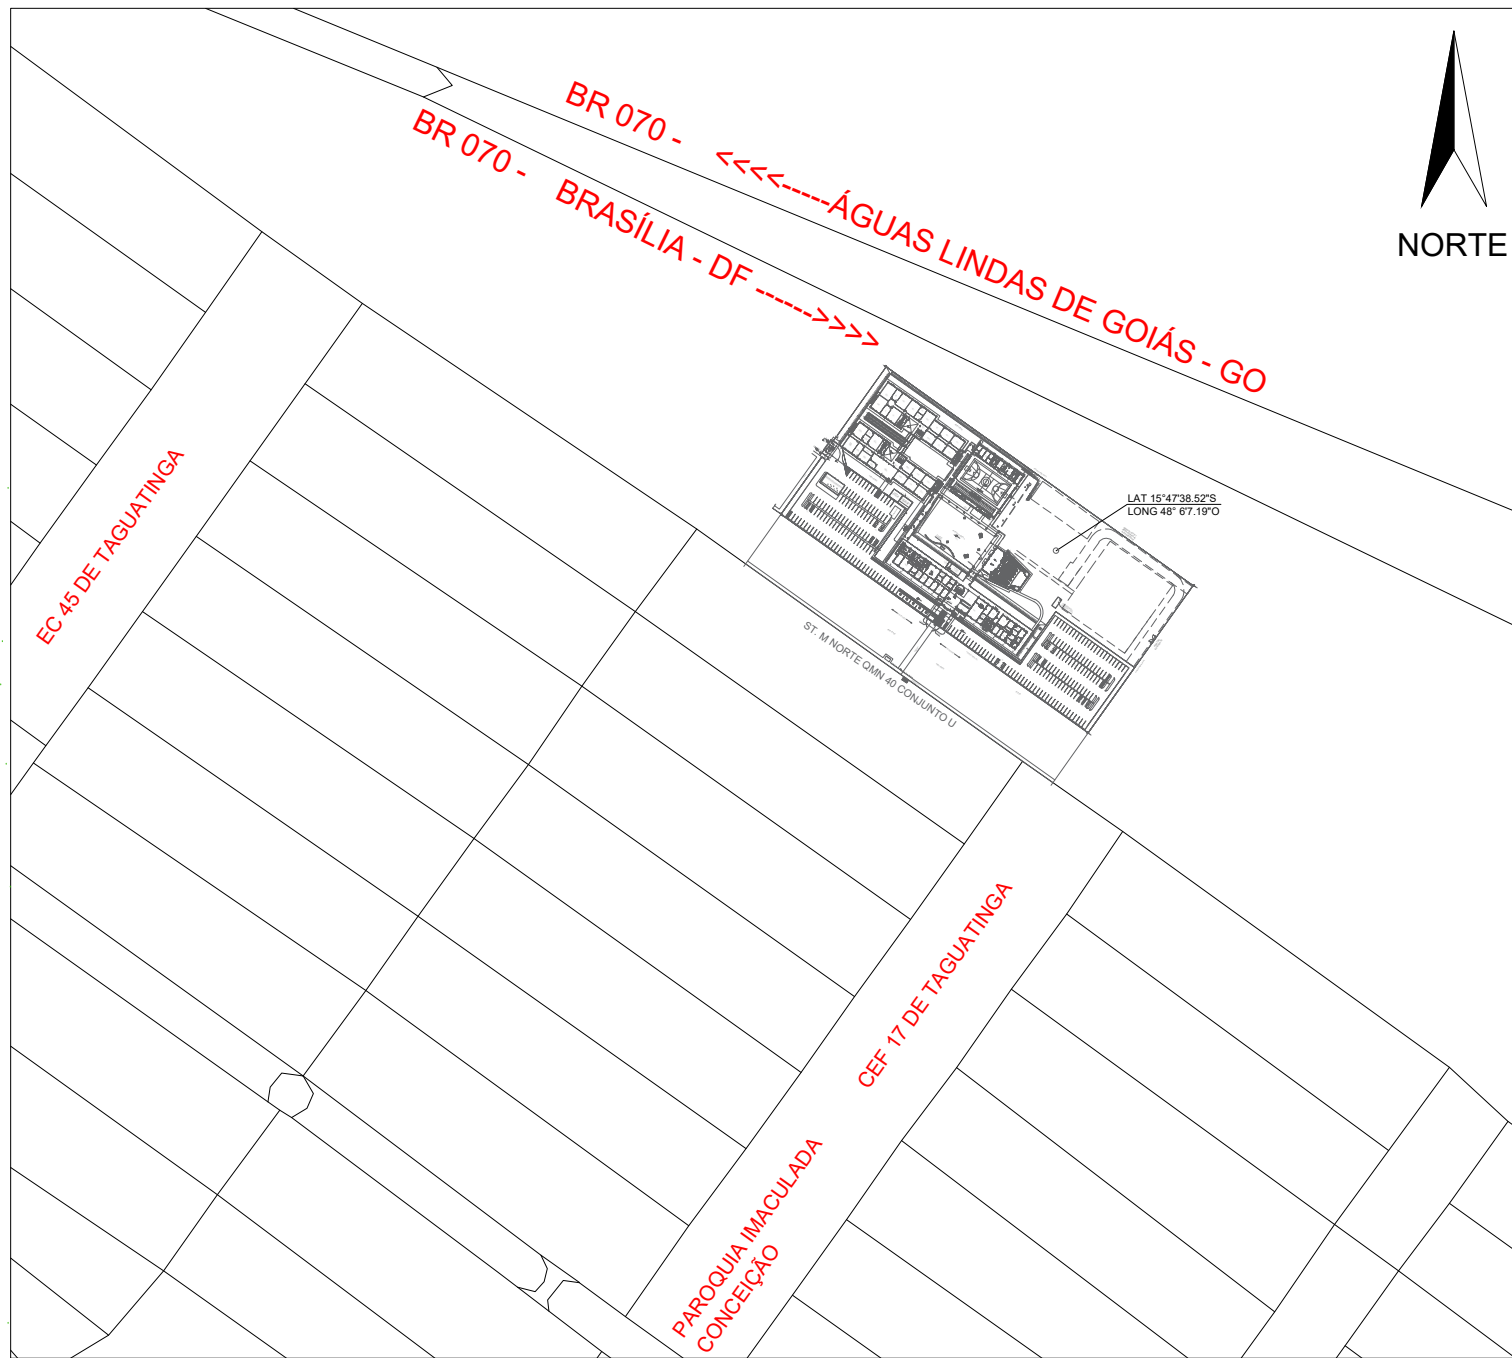 BR 070 - <<<<-----ÁGUAS LINDAS DE GOIÁS - GO
BR 070 - BRASÍLIA - DF ----->>>>
NORTE
LAT 15°47'38.52"S
LONG 48° 6'7.19"O
EC 45 DE TAGUATINGA
ST. M NORTE QMN 40 CONJUNTO U
CEF 17 DE TAGUATINGA
PAROQUIA IMACULADA
CONCEIÇÃO